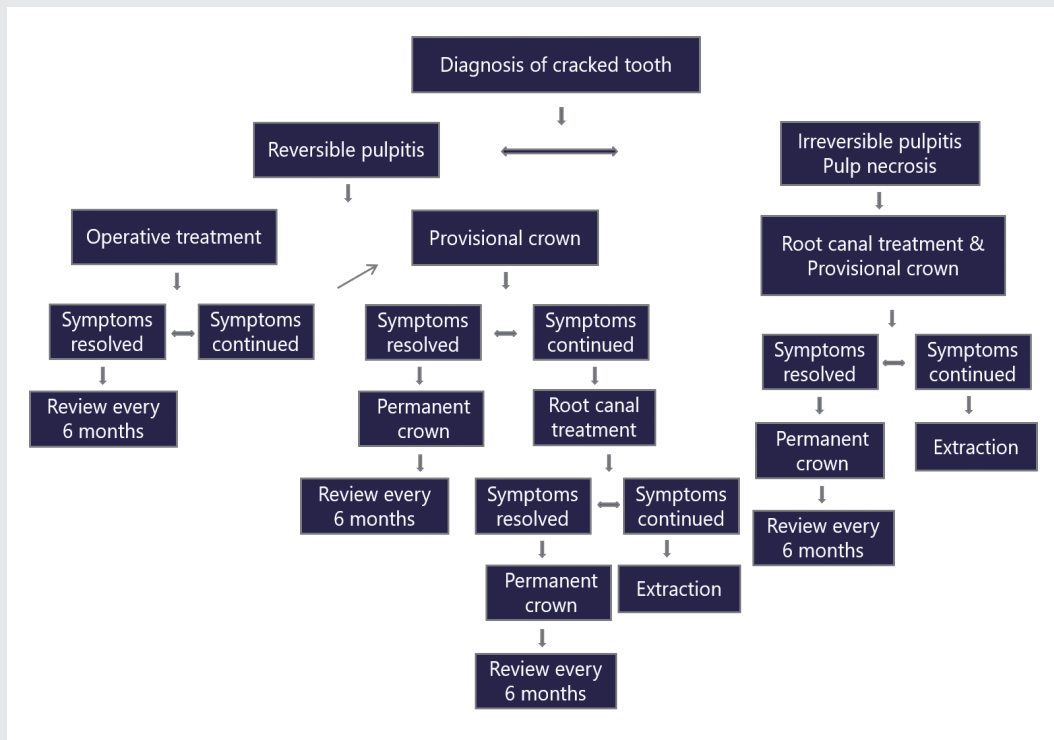 Diagnosis of cracked tooth
Reversible pulpitis
Irreversible pulpitis
Pulp necrosis
Operative treatment
Provisional crown
Root canal treatment &
Provisional crown
Symptoms
resolved
Symptoms
continued
Symptoms
resolved
Symptoms
continued
Symptoms
resolved
Symptoms
continued
Review every
6 months
Permanent
crown
Root canal
treatment
Permanent
crown
Extraction
Review every
6 months
Symptoms
resolved
Symptoms
continued
Review every
6 months
Permanent
crown
Extraction
Review every
6 months